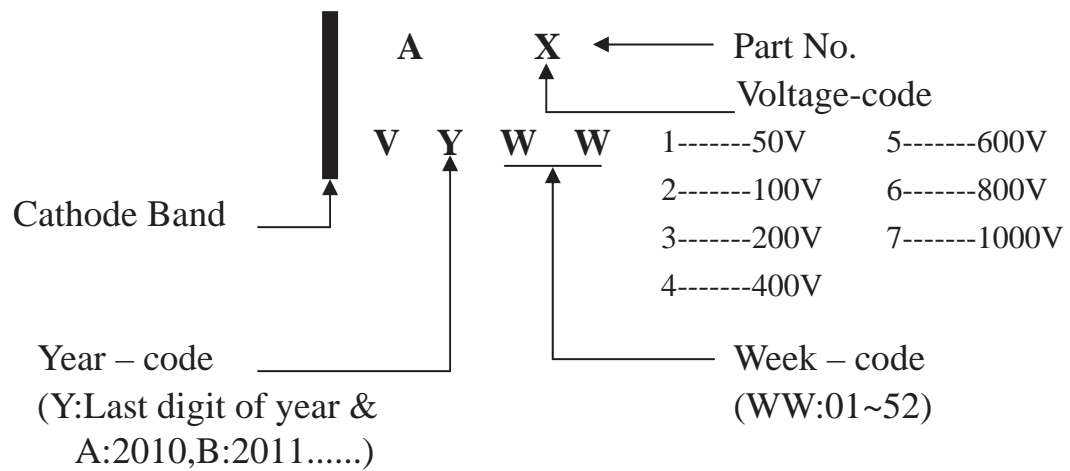 A X Part No.
Voltage-code
V Y W W
1-------50V 5-------600V
2-------100V 6-------800V
3-------200V 7-------1000V
4-------400V
Cathode Band
Year – code
(Y:Last digit of year &
A:2010,B:2011......)
Week – code
(WW:01~52)